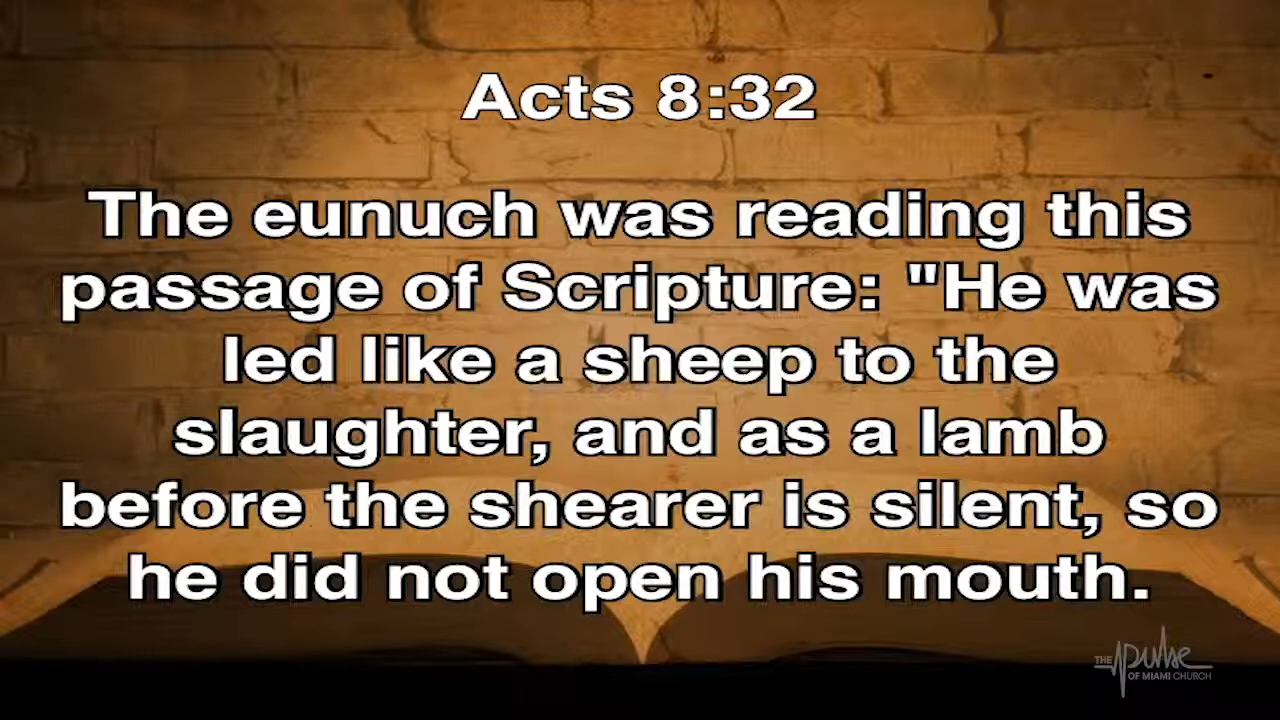 Acts 8:32
The eunuch was reading this
passage of Scripture: "He was
led like a sheep to the
slaughter, and as a lamb
before the shearer is silent, so
he did not open his mouth.
THE pulse
OF MIAMI CHURCH